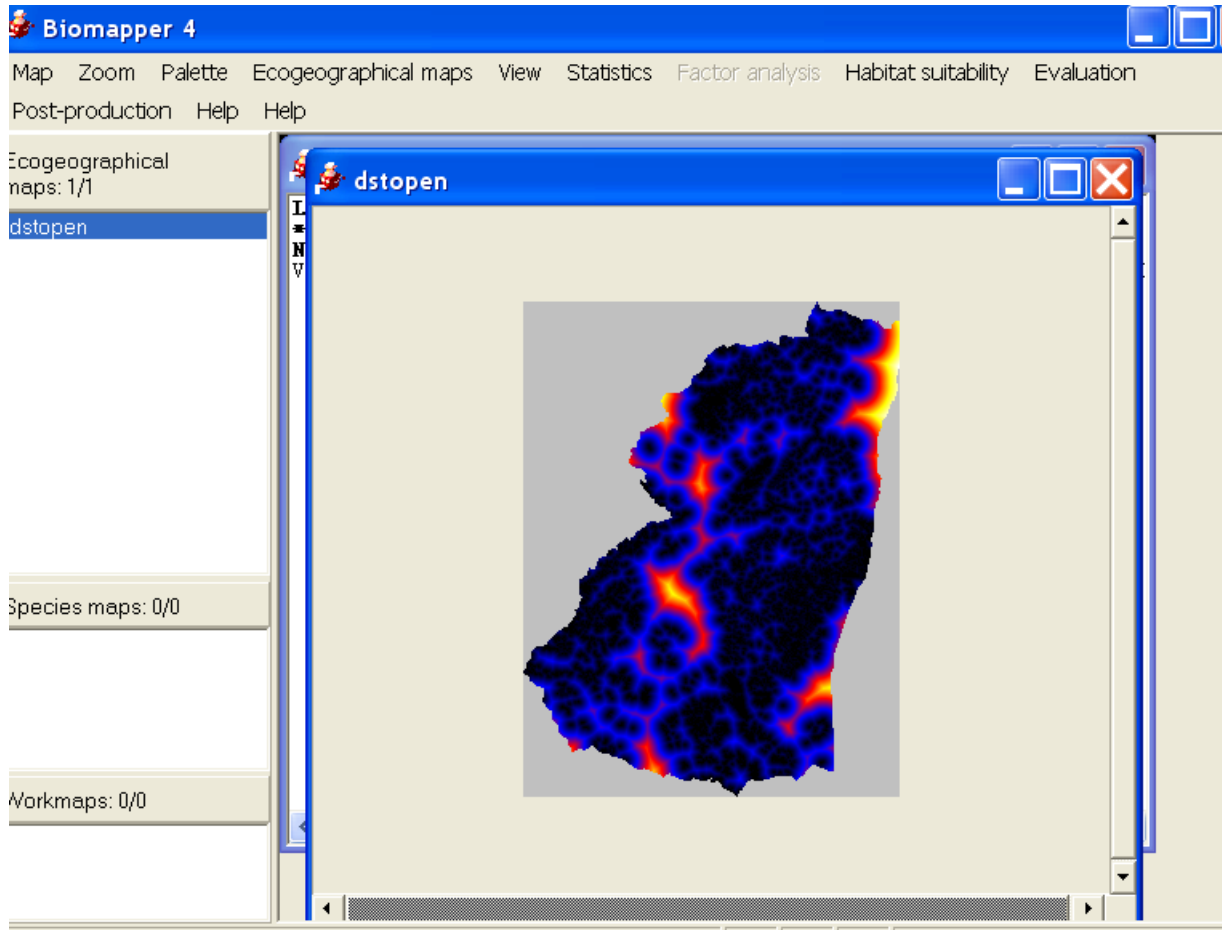 Biomapper 4
Map Zoom Palette Ecogeographical maps View Statistics Factor analysis Habitat suitability Evaluation
Post-production Help Help
Ecogeographical
maps: 1/1
dstopen
Species maps: 0/0
Workmaps: 0/0
dstopen
L
*
N
V